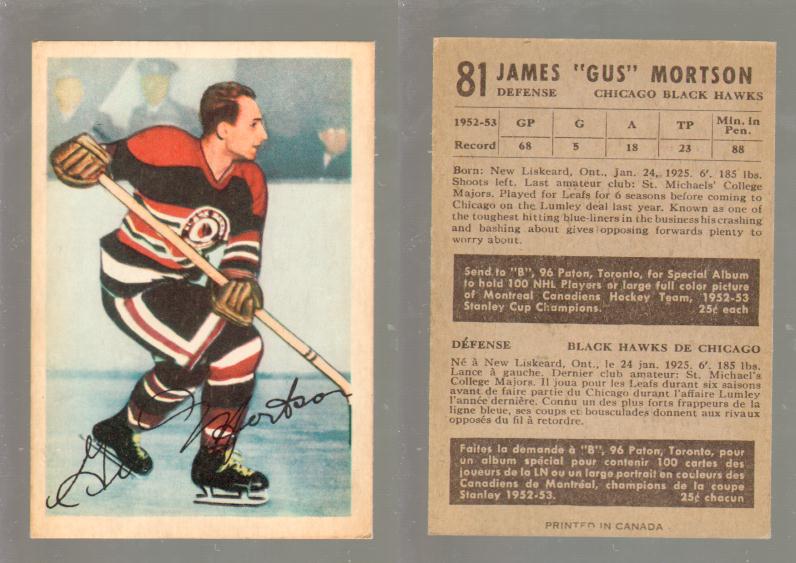 Gus Mortson
81 JAMES "GUS" MORTSON
DEFENSE CHICAGO BLACK HAWKS
1952-53 GP G A TP Min. in Pen.
Record 68 5 18 23 88
Born: New Liskeard, Ont., Jan. 24, 1925. 6'. 185 lbs.
Shoots left. Last amateur club: St. Michaels' College
Majors. Played for Leafs for 6 seasons before coming to
Chicago on the Lumley deal last year. Known as one of
the toughest hitting blue-liners in the business his crashing
and bashing about gives opposing forwards plenty to
worry about.
Send to "B", 96 Paton, Toronto, for Special Album
to hold 100 NHL Players or large full color picture
of Montreal Canadiens Hockey Team, 1952-53
Stanley Cup Champions. 25¢ each
DÉFENSE BLACK HAWKS DE CHICAGO
Né à New Liskeard, Ont., le 24 jan. 1925. 6'. 185 lbs.
Lance à gauche. Dernier club amateur: St. Michael's
College Majors. Il joua pour les Leafs durant six saisons
avant de faire partie du Chicago durant l'affaire Lumley
l'année dernière. Connu un des plus forts frappeurs de la
ligne bleue, ses coups et bousculades donnent aux rivaux
opposés du fil à retordre.
Faites la demande à "B", 96 Paton, Toronto, pour
un album spécial pour contenir 100 cartes des
joueurs de la LN ou un large portrait en couleurs des
Canadiens de Montréal, champions de la coupe
Stanley 1952-53. 25¢ chacun
PRINTED IN CANADA